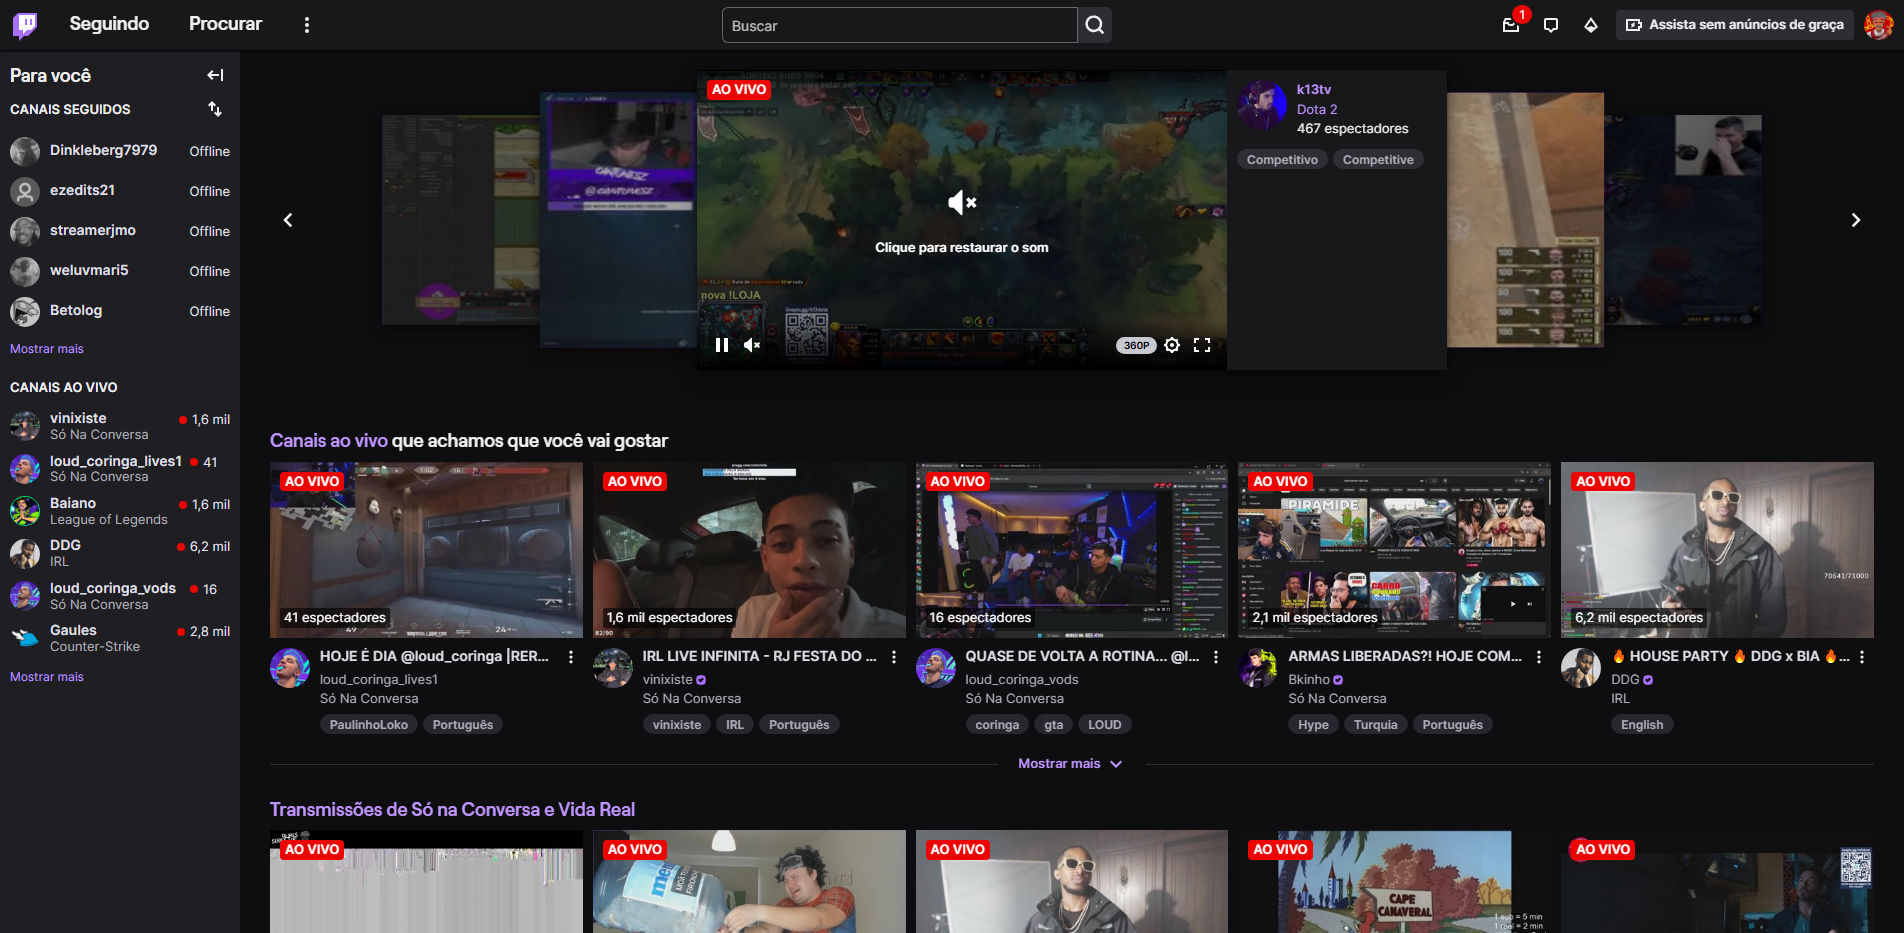 Seguindo
Procurar
Buscar
1
Assista sem anúncios de graça
Para você
CANAIS SEGUIDOS
Dinkleberg7979
Offline
ezedits21
Offline
streamerjmo
Offline
weluvmari5
Offline
Betolog
Offline
Mostrar mais
CANAIS AO VIVO
vinixiste
1,6 mil
Só Na Conversa
loud_coringa_lives1
41
Só Na Conversa
Baiano
1,6 mil
League of Legends
DDG
6,2 mil
IRL
loud_coringa_vods
16
Só Na Conversa
Gaules
2,8 mil
Counter-Strike
Mostrar mais
AO VIVO
Clique para restaurar o som
nova !LOJA
360P
k13tv
Dota 2
467 espectadores
Competitivo
Competitive
Canais ao vivo que achamos que você vai gostar
AO VIVO
41 espectadores
HOJE É DIA @loud_coringa |RER...
loud_coringa_lives1
Só Na Conversa
PaulinhoLoko
Português
AO VIVO
1,6 mil espectadores
82/90
IRL LIVE INFINITA - RJ FESTA DO ...
vinixiste
Só Na Conversa
vinixiste
IRL
Português
AO VIVO
16 espectadores
QUASE DE VOLTA A ROTINA... @l...
loud_coringa_vods
Só Na Conversa
coringa
gta
LOUD
AO VIVO
PIRAMIDE
2,1 mil espectadores
ARMAS LIBERADAS?! HOJE COM...
Bkinho
Só Na Conversa
Hype
Turquia
Português
AO VIVO
70641/71000
6,2 mil espectadores
🔥 HOUSE PARTY 🔥 DDG x BIA 🔥...
DDG
IRL
English
Mostrar mais
Transmissões de Só na Conversa e Vida Real
AO VIVO
AO VIVO
AO VIVO
AO VIVO
CAPE
CANAVERAL
1 sub = 5 min
1 real = 2 min
AO VIVO